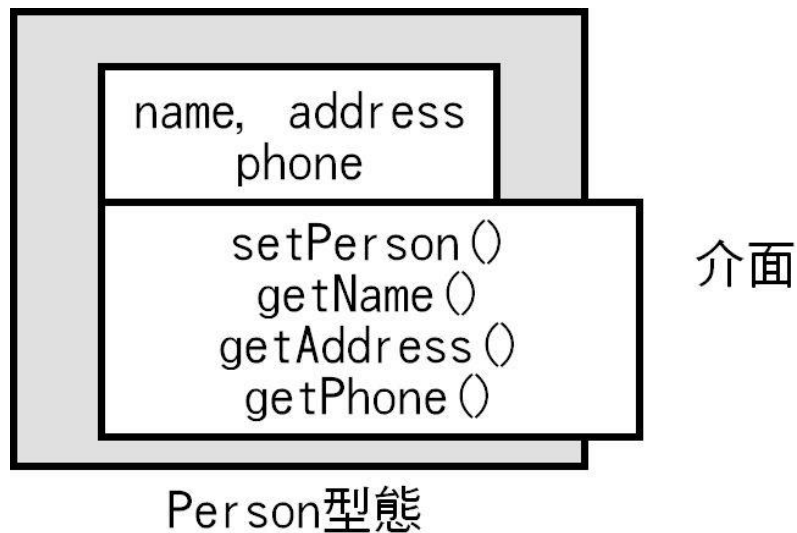 name, address
phone
setPerson()
getName()
getAddress()
getPhone()
介面
Person型態